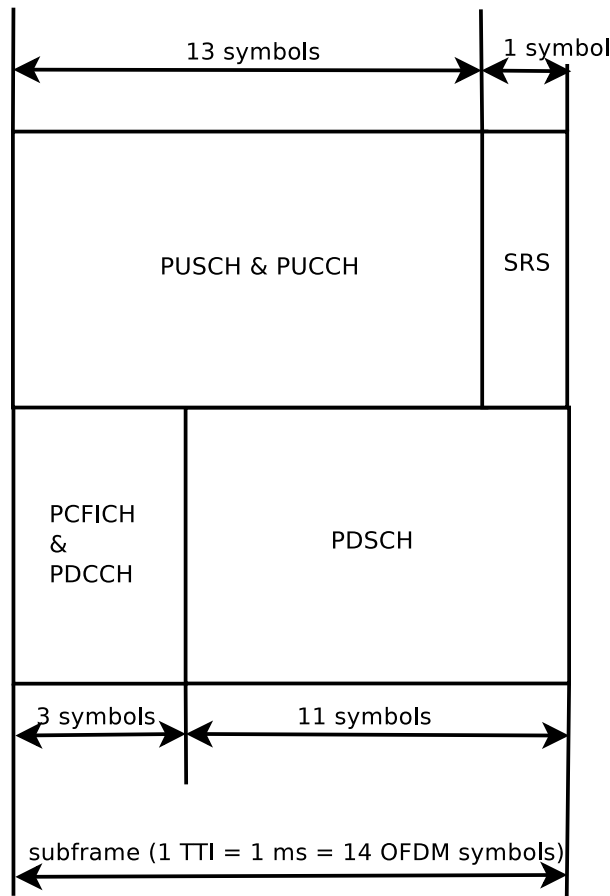 13 symbols
1 symbol
PUSCH & PUCCH
SRS
PCFICH
&
PDCCH
PDSCH
3 symbols
11 symbols
subframe (1 TTI = 1 ms = 14 OFDM symbols)